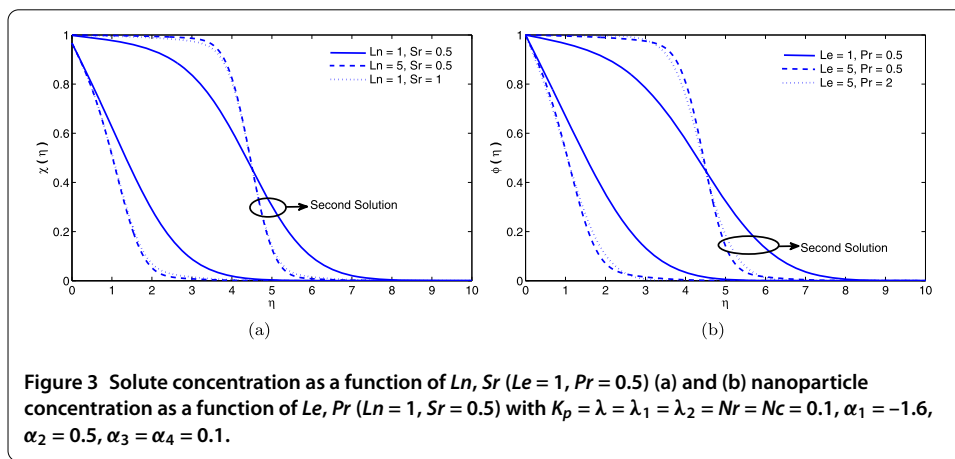 χ(η)
1
0.8
0.6
0.4
0.2
0
Ln = 1, Sr = 0.5
Ln = 5, Sr = 0.5
Ln = 1, Sr = 1
Second Solution
0 1 2 3 4 5 6 7 8 9 10
η
(a)
φ(η)
1
0.8
0.6
0.4
0.2
0
Le = 1, Pr = 0.5
Le = 5, Pr = 0.5
Le = 5, Pr = 2
Second Solution
0 1 2 3 4 5 6 7 8 9 10
η
(b)
Figure 3 Solute concentration as a function of Ln, Sr (Le = 1, Pr = 0.5) (a) and (b) nanoparticle
concentration as a function of Le, Pr (Ln = 1, Sr = 0.5) with Kp = λ = λ1 = λ2 = Nr = Nc = 0.1, α1 = –1.6,
α2 = 0.5, α3 = α4 = 0.1.